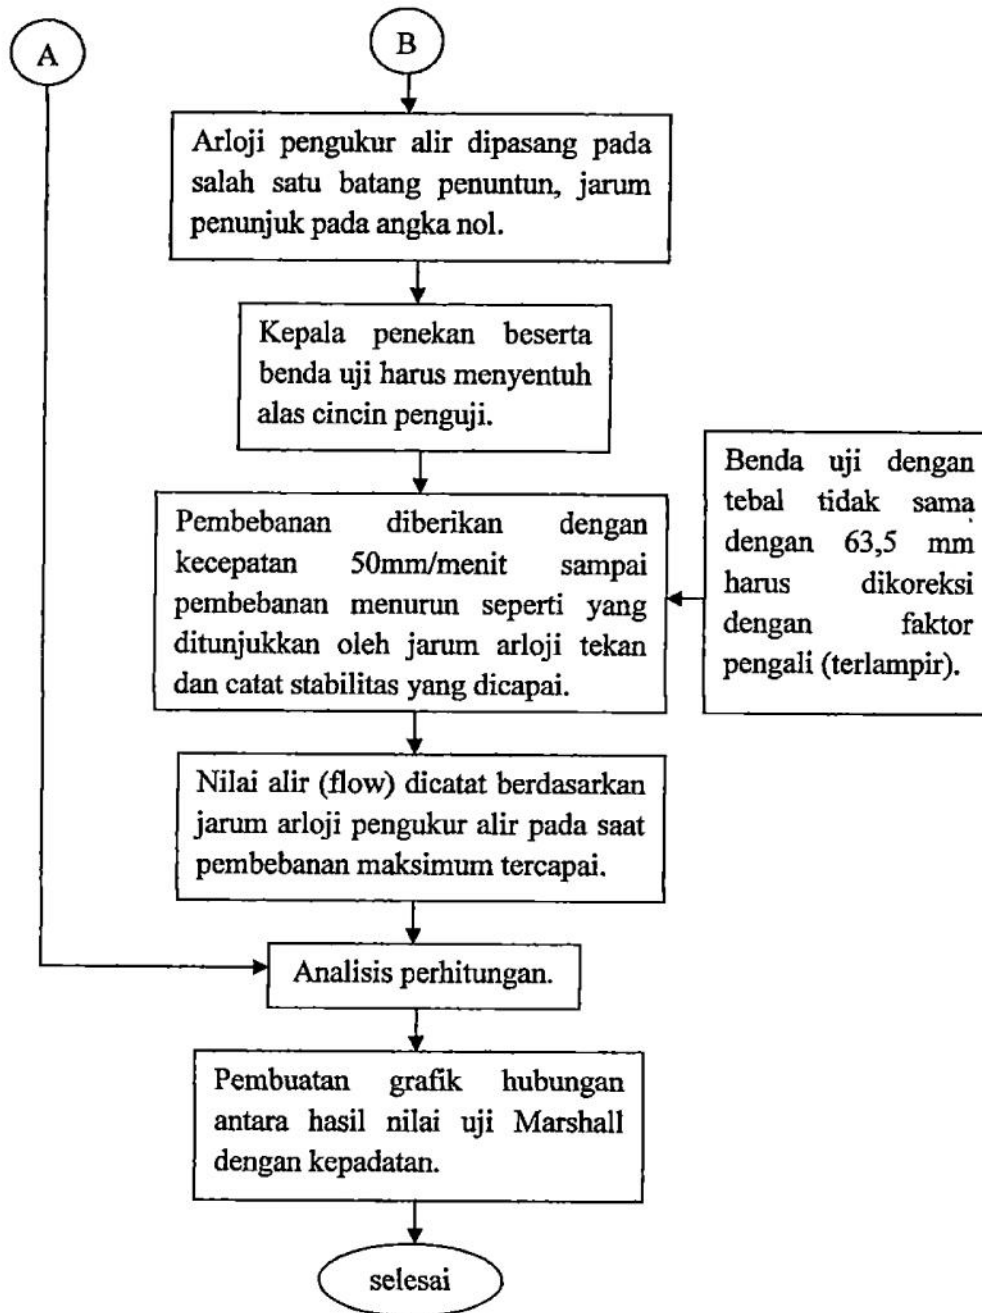 A
B
Arloji pengukur alir dipasang pada
salah satu batang penuntun, jarum
penunjuk pada angka nol.
Kepala penekan beserta
benda uji harus menyentuh
alas cincin penguji.
Pembebanan diberikan dengan
kecepatan 50mm/menit sampai
pembebanan menurun seperti yang
ditunjukkan oleh jarum arloji tekan
dan catat stabilitas yang dicapai.
Benda uji dengan
tebal tidak sama
dengan 63,5 mm
harus dikoreksi
dengan faktor
pengali (terlampir).
Nilai alir (flow) dicatat berdasarkan
jarum arloji pengukur alir pada saat
pembebanan maksimum tercapai.
Analisis perhitungan.
Pembuatan grafik hubungan
antara hasil nilai uji Marshall
dengan kepadatan.
selesai